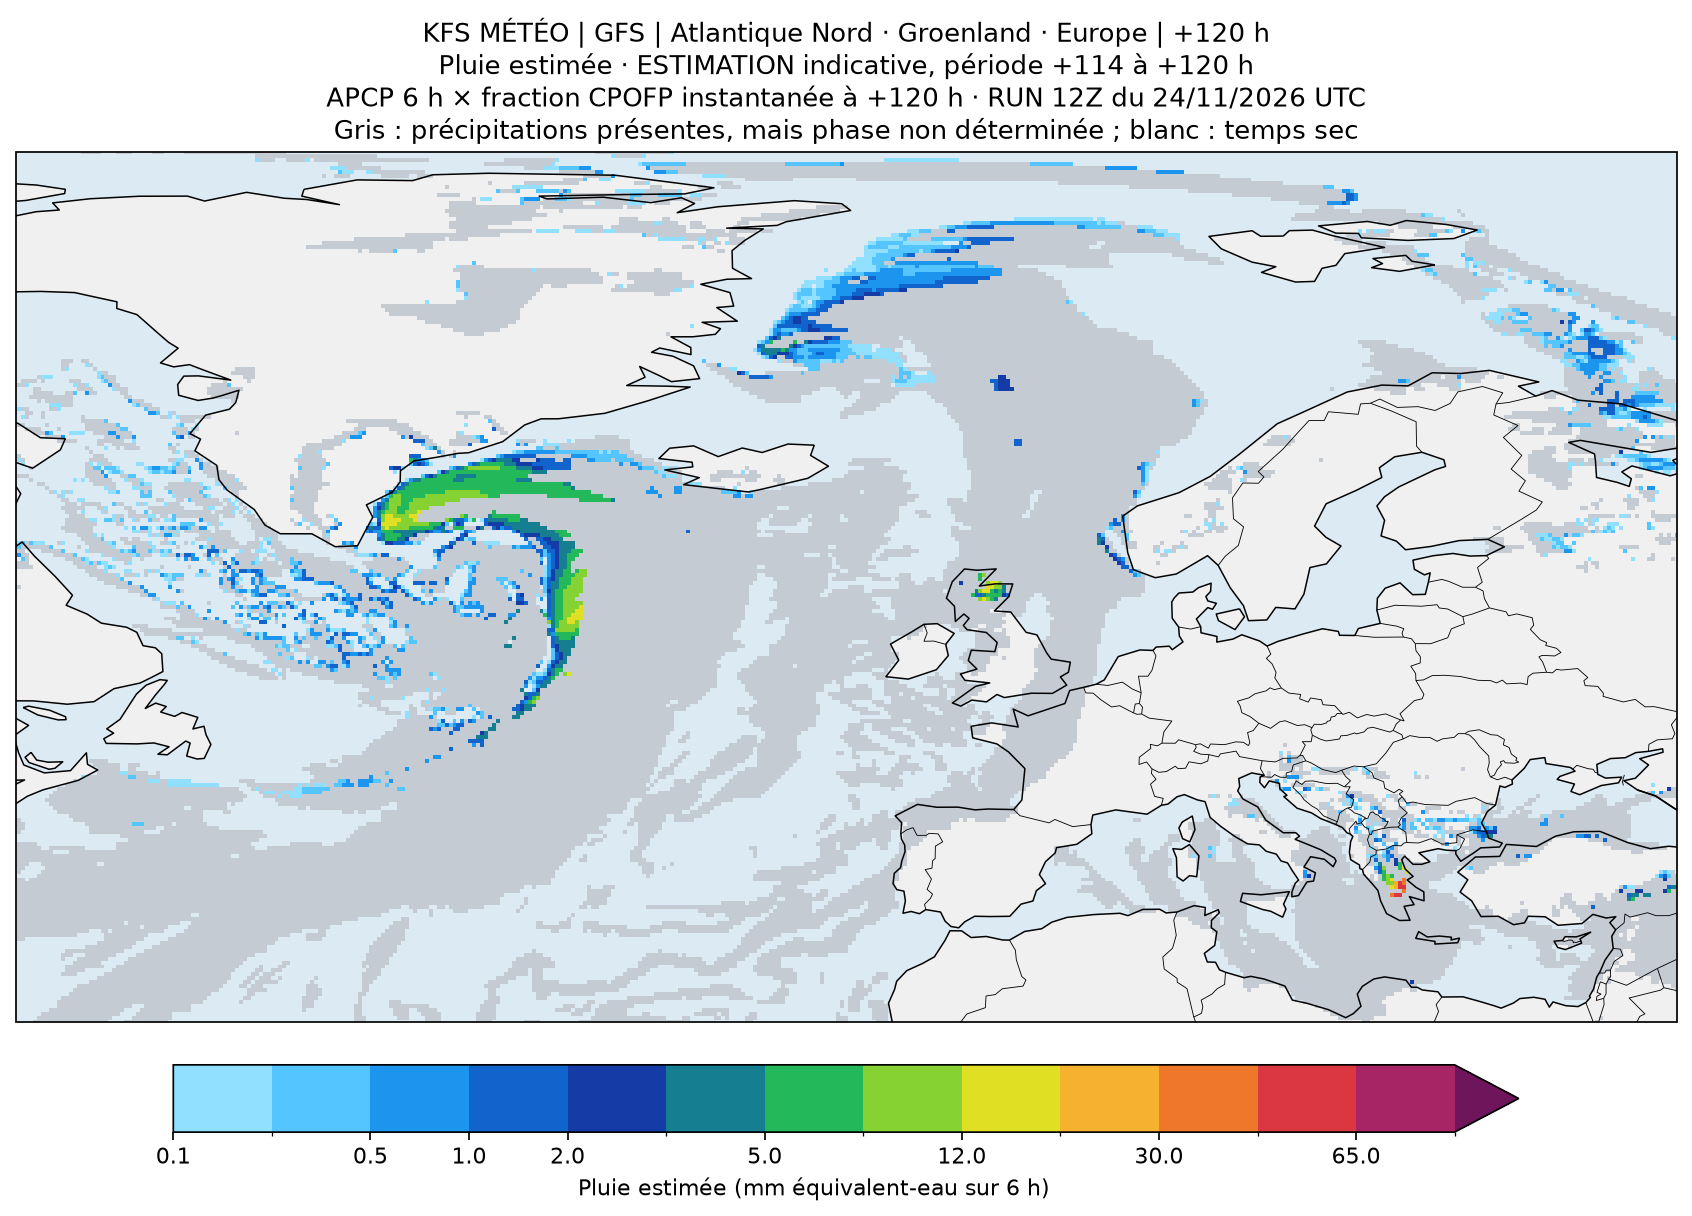 KFS MÉTÉO | GFS | Atlantique Nord · Groenland · Europe | +120 h
Pluie estimée · ESTIMATION indicative, période +114 à +120 h
APCP 6 h × fraction CPOFP instantanée à +120 h · RUN 12Z du 24/11/2026 UTC
Gris : précipitations présentes, mais phase non déterminée ; blanc : temps sec
0.1 0.5 1.0 2.0 5.0 12.0 30.0 65.0
Pluie estimée (mm équivalent-eau sur 6 h)